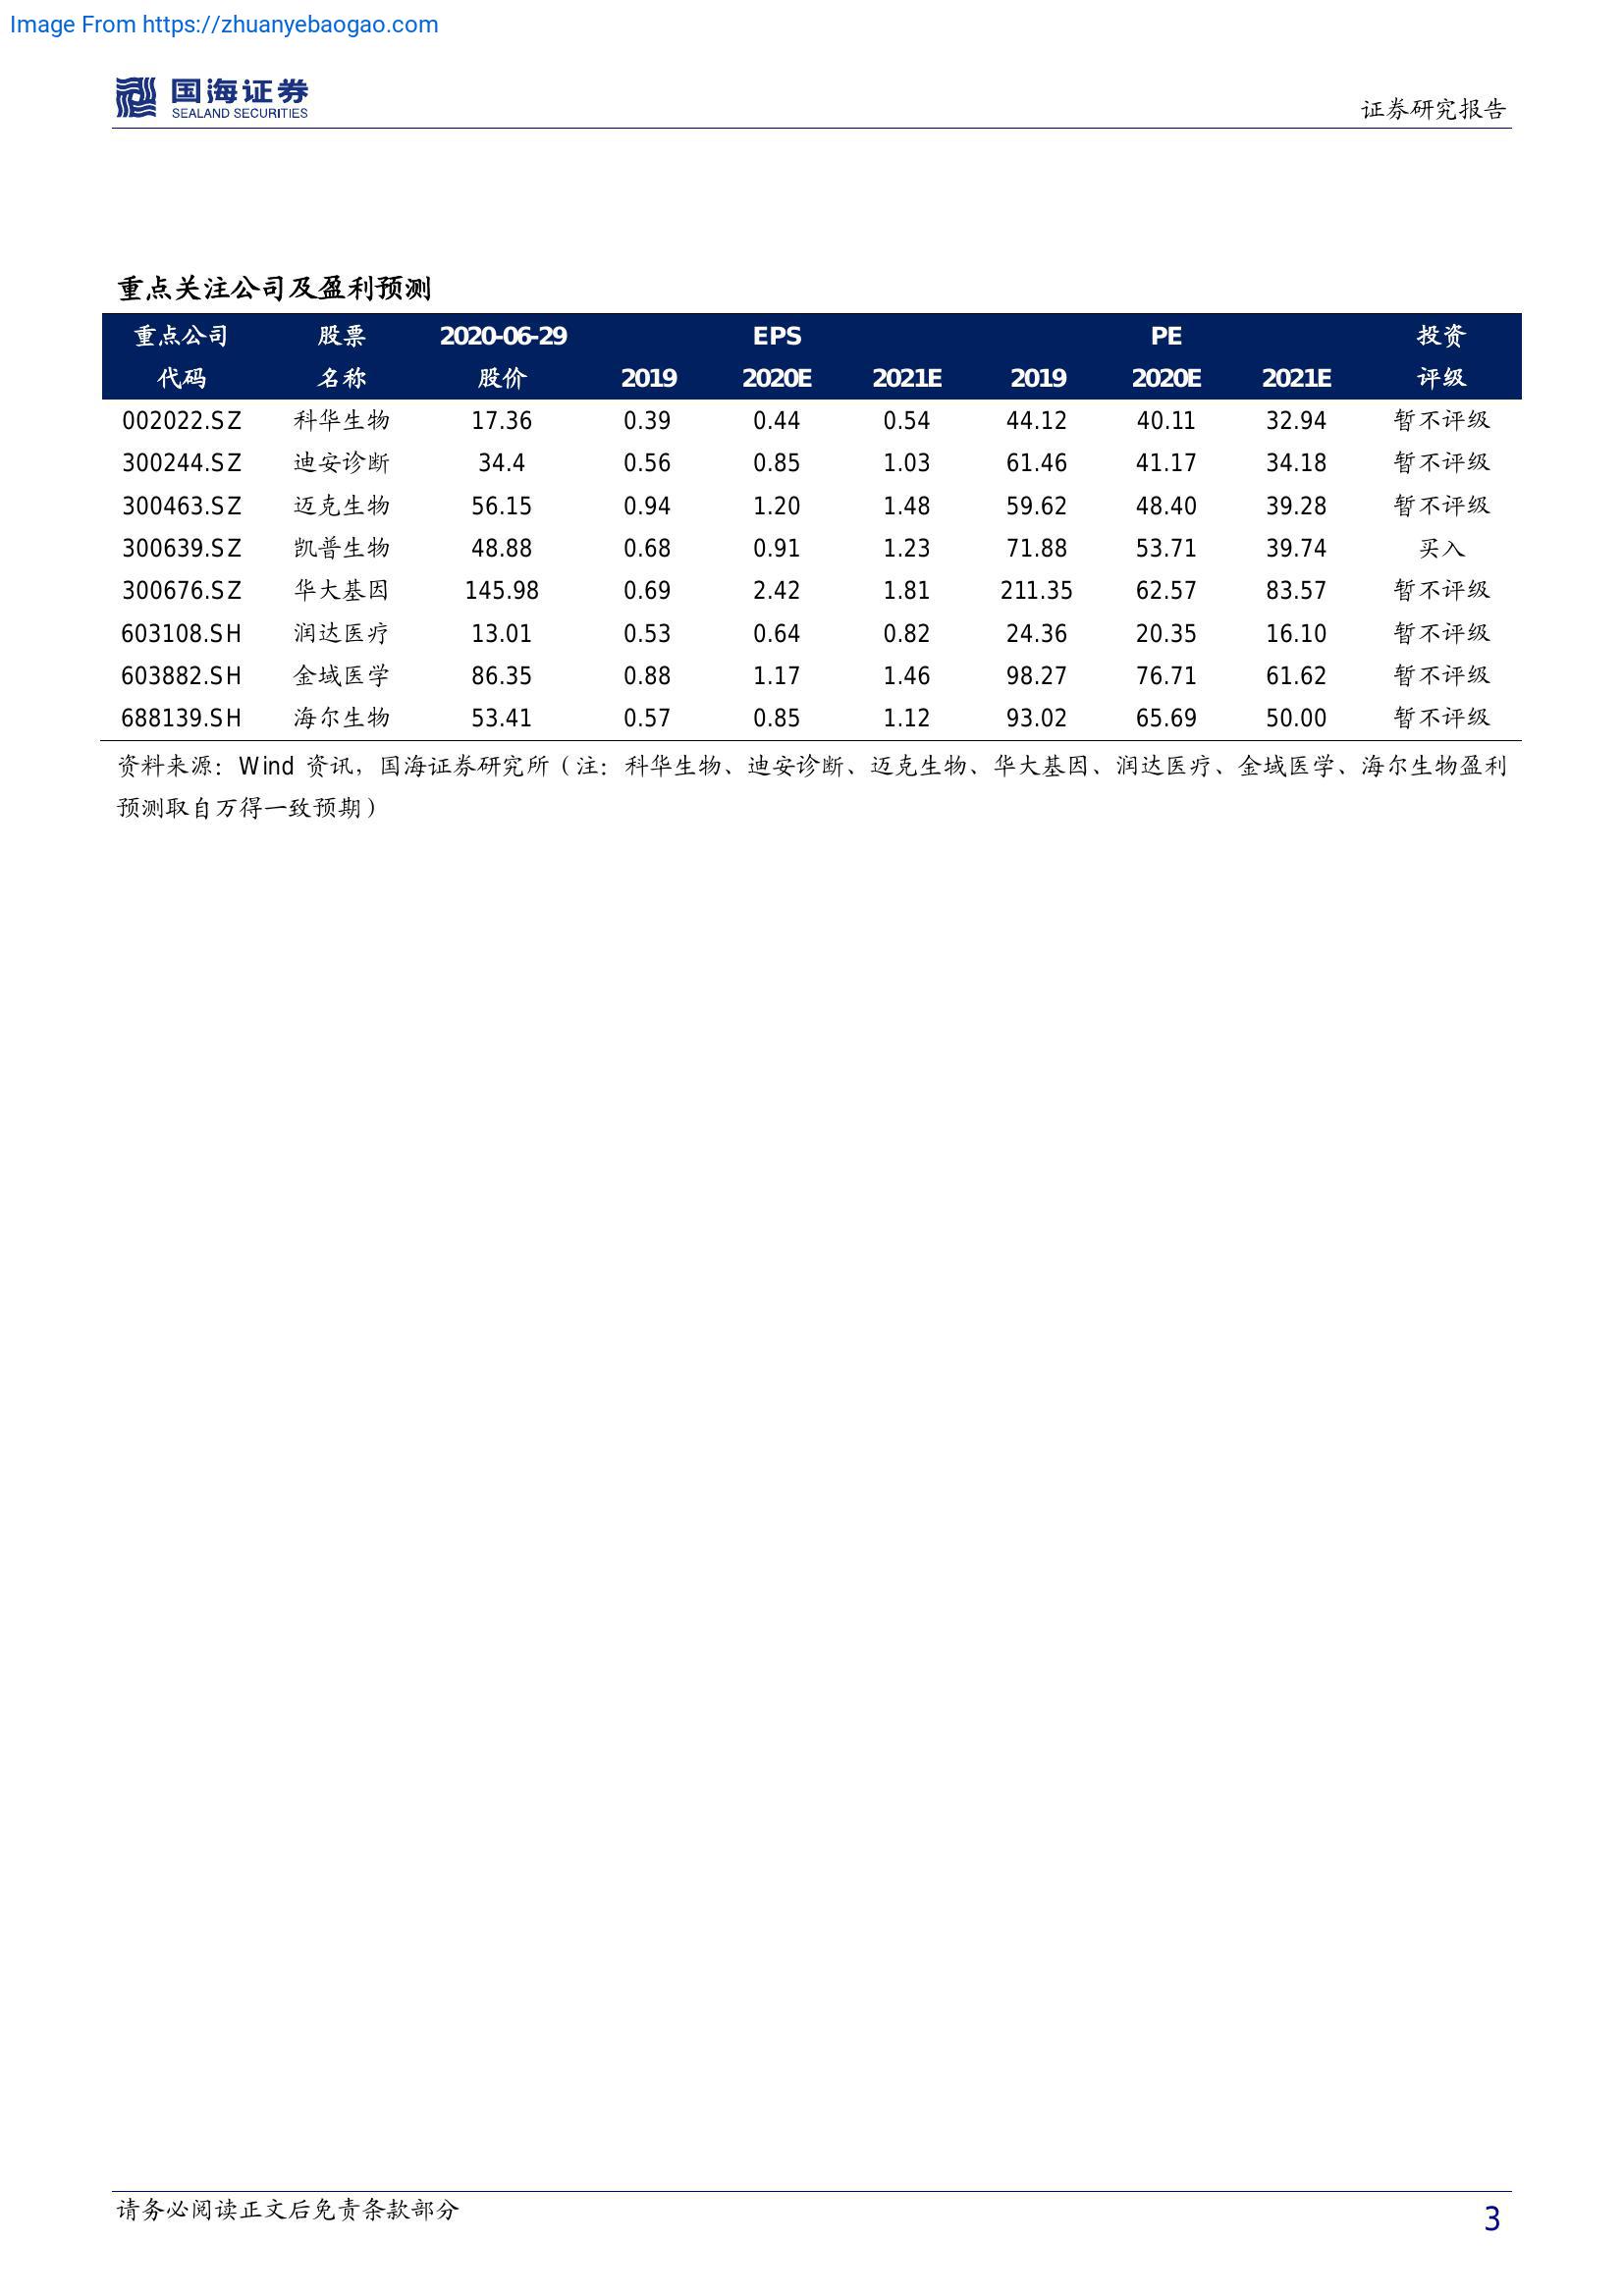 Image From https://zhuanyebaogao.com
国海证券
SEALAND SECURITIES
证券研究报告
重点关注公司及盈利预测
重点公司 股票 2020-06-29 EPS PE 投资
代码 名称 股价 2019 2020E 2021E 2019 2020E 2021E 评级
002022.SZ 科华生物 17.36 0.39 0.44 0.54 44.12 40.11 32.94 暂不评级
300244.SZ 迪安诊断 34.4 0.56 0.85 1.03 61.46 41.17 34.18 暂不评级
300463.SZ 迈克生物 56.15 0.94 1.20 1.48 59.62 48.40 39.28 暂不评级
300639.SZ 凯普生物 48.88 0.68 0.91 1.23 71.88 53.71 39.74 买入
300676.SZ 华大基因 145.98 0.69 2.42 1.81 211.35 62.57 83.57 暂不评级
603108.SH 润达医疗 13.01 0.53 0.64 0.82 24.36 20.35 16.10 暂不评级
603882.SH 金域医学 86.35 0.88 1.17 1.46 98.27 76.71 61.62 暂不评级
688139.SH 海尔生物 53.41 0.57 0.85 1.12 93.02 65.69 50.00 暂不评级
资料来源：Wind 资讯，国海证券研究所（注：科华生物、迪安诊断、迈克生物、华大基因、润达医疗、金域医学、海尔生物盈利
预测取自万得一致预期）
请务必阅读正文后免责条款部分
3